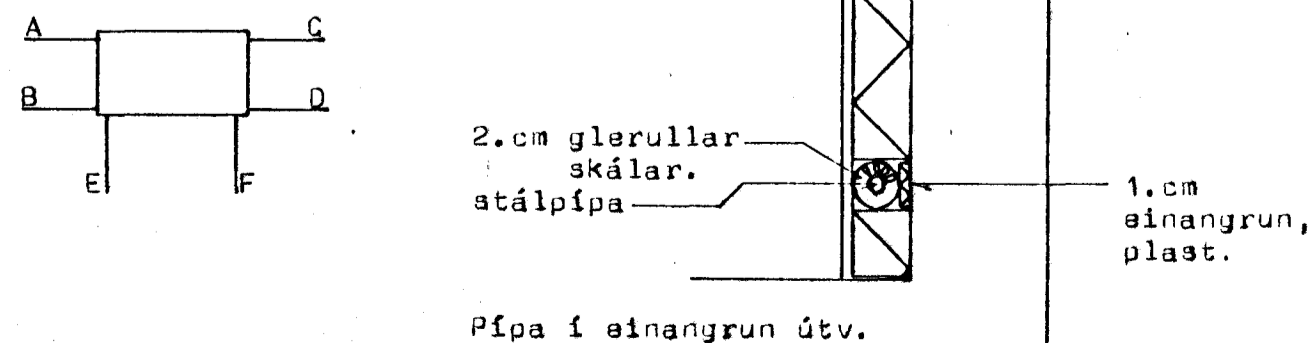 A C
B D
E F
2.cm glerullar
skálar.
stálpípa
1.cm
einangrun,
plast.
Pípa í einangrun útv.